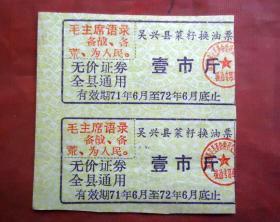 毛主席语录
备战、备
荒、为人民。
吴兴县菜籽换油票
无价证券
全县通用
壹市斤
有效期71年6月至72年6月底止
毛主席语录
备战、备
荒、为人民。
吴兴县菜籽换油票
无价证券
全县通用
壹市斤
有效期71年6月至72年6月底止